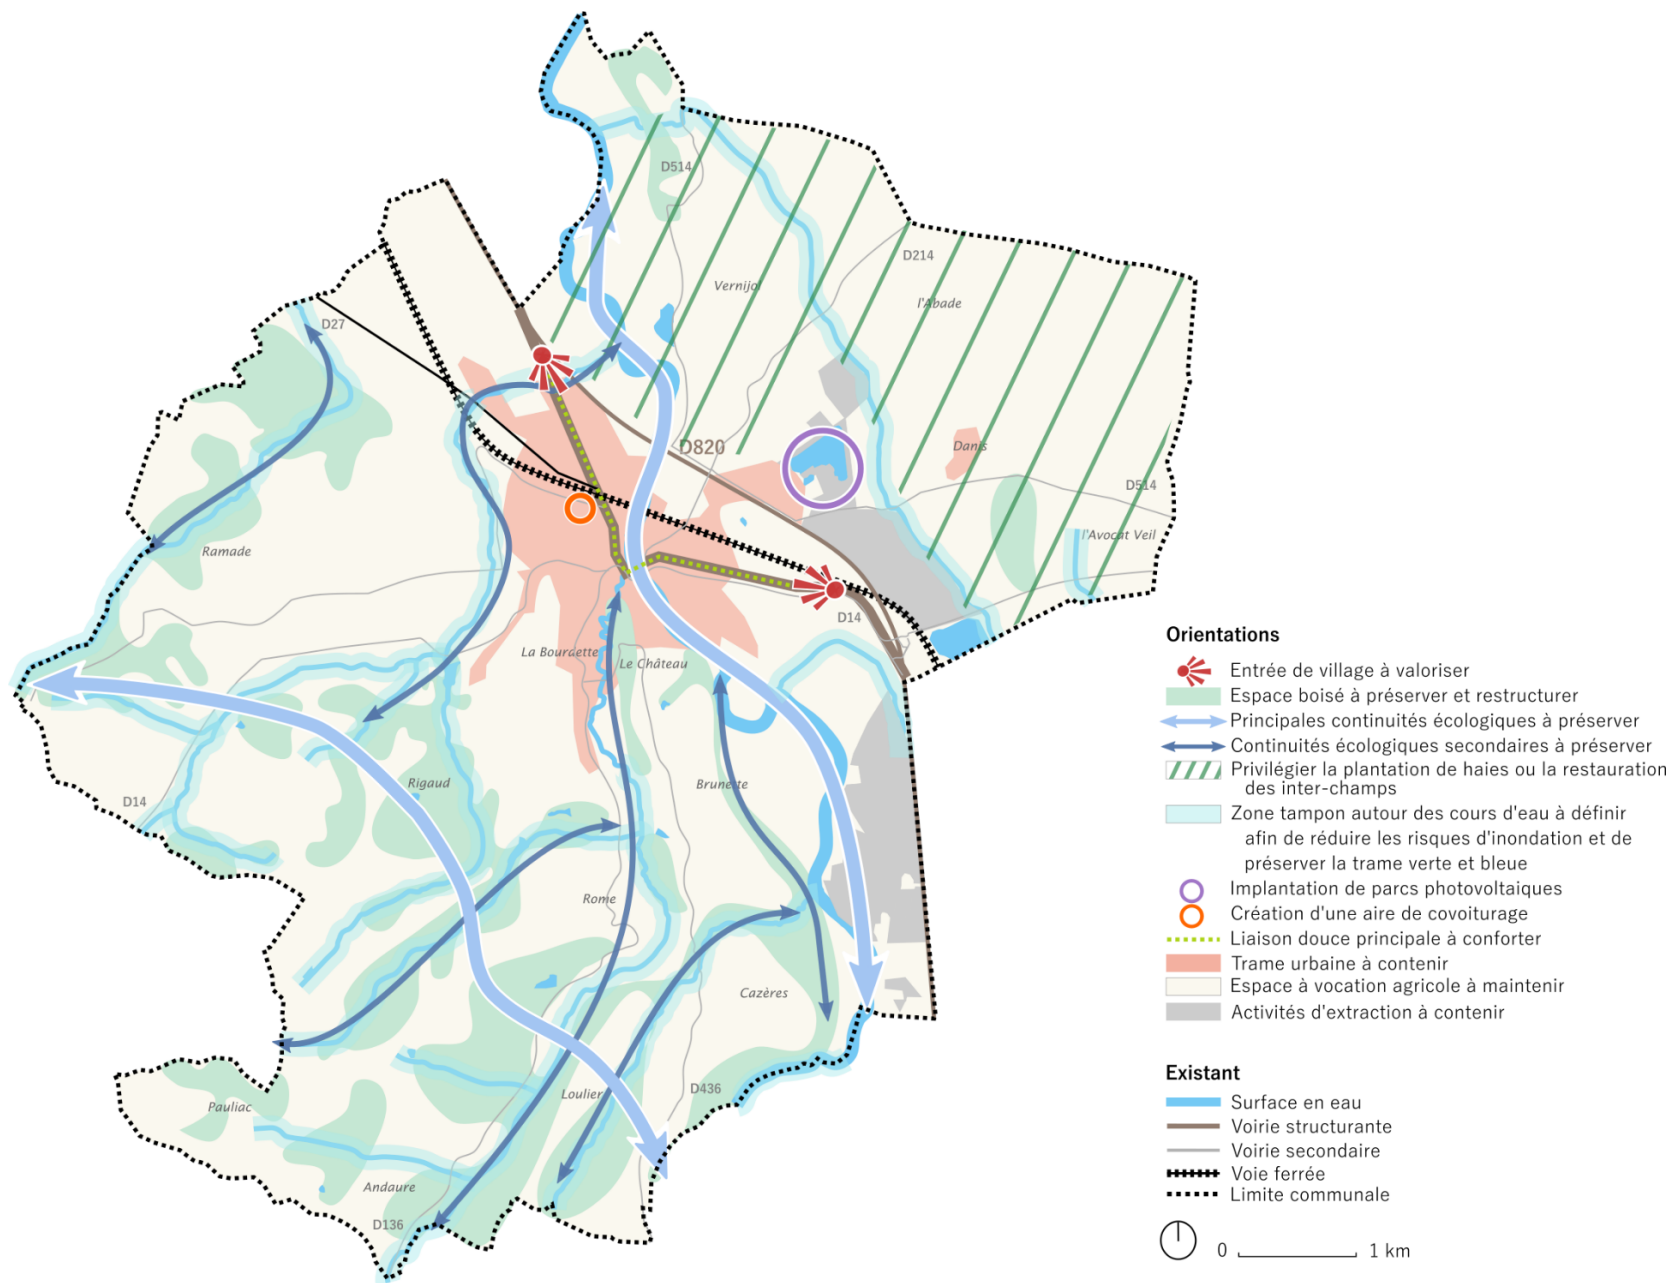 D514
D214
Vernijol
l'Abade
D27
D820
Danis
D514
l'Avocat Veil
Ramade
D14
La Bourdette
Le Château
Rigaud
Brunette
D14
Rome
Cazères
D436
Loulier
Pauliac
Andaure
D136
Orientations
Entrée de village à valoriser
Espace boisé à préserver et restructurer
Principales continuités écologiques à préserver
Continuités écologiques secondaires à préserver
Privilégier la plantation de haies ou la restauration
des inter-champs
Zone tampon autour des cours d'eau à définir
afin de réduire les risques d'inondation et de
préserver la trame verte et bleue
Implantation de parcs photovoltaiques
Création d'une aire de covoiturage
Liaison douce principale à conforter
Trame urbaine à contenir
Espace à vocation agricole à maintenir
Activités d'extraction à contenir
Existant
Surface en eau
Voirie structurante
Voirie secondaire
Voie ferrée
Limite communale
0 1 km